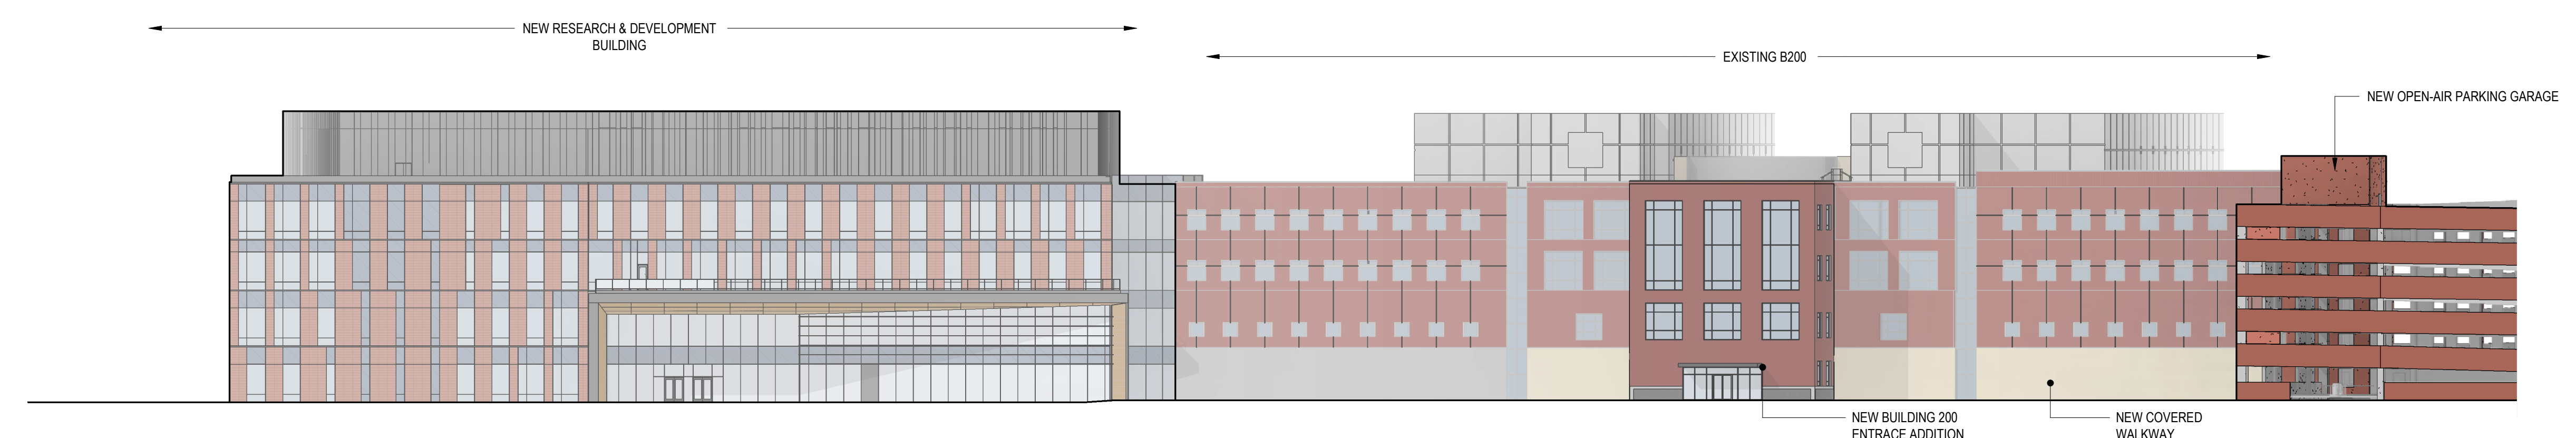 NEW RESEARCH & DEVELOPMENT
BUILDING
EXISTING B200
NEW OPEN-AIR PARKING GARAGE
NEW BUILDING 200
ENTRACE ADDITION
NEW COVERED
WALKWAY